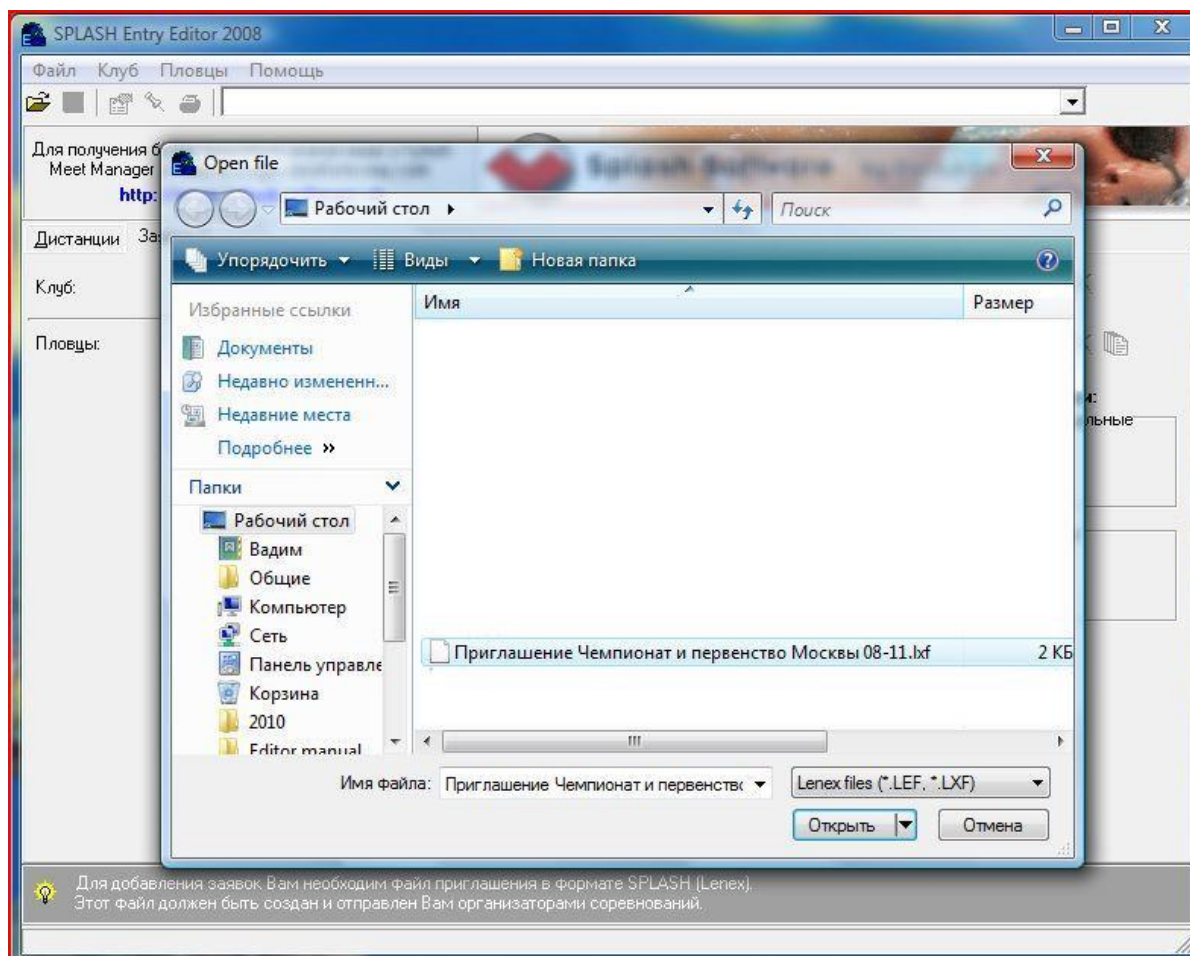 SPLASH Entry Editor 2008
Файл Клуб Пловцы Помощь
Для получения
Meet Manager
http:
Open file
Рабочий стол
Поиск
Дистанции За
Упорядочить Виды Новая папка
Клуб:
Избранные ссылки
Имя Размер
Пловцы:
Документы
Недавно измененн...
Недавние места
Подробнее »
и:
льные
Папки
Рабочий стол
Вадим
Общие
Компьютер
Сеть
Панель управле
Корзина
2010
Editor manual
Приглашение Чемпионат и первенство Москвы 08-11.lxf 2 КБ
Имя файла: Приглашение Чемпионат и первенство
Lenex files (*.LEF, *.LXF)
Открыть Отмена
Для добавления заявок Вам необходим файл приглашения в формате SPLASH (Lenex).
Этот файл должен быть создан и отправлен Вам организаторами соревнований.